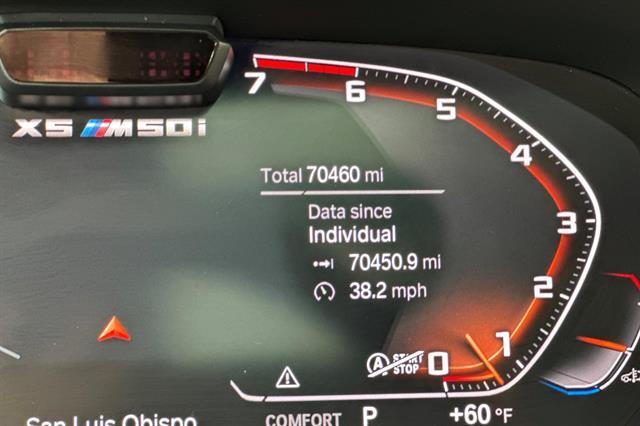 X5 M50i
7
6
5
4
3
2
1
0
Total 70460 mi
Data since
Individual
70450.9 mi
38.2 mph
A START
STOP
San Luis Obispo
COMFORT P +60 °F